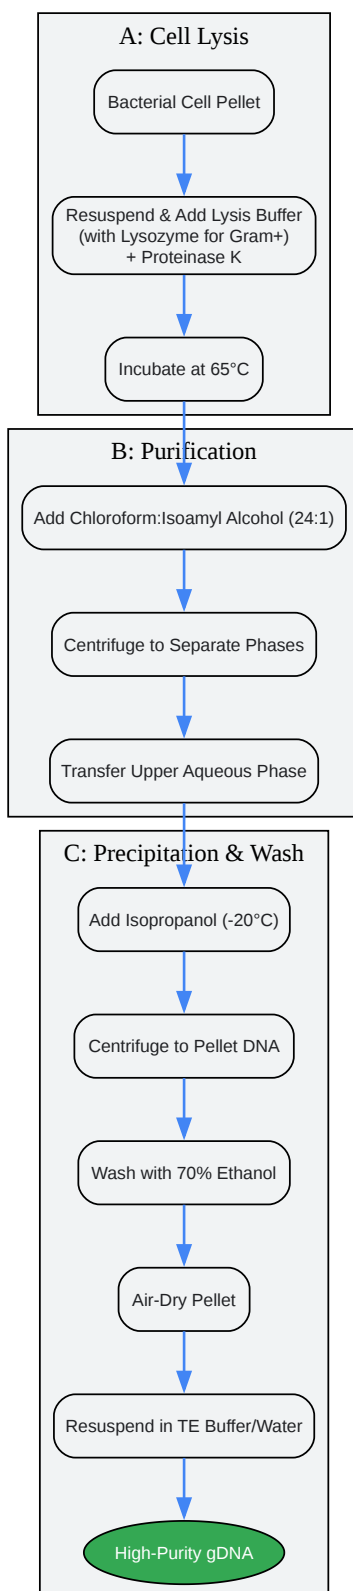 A: Cell Lysis
Bacterial Cell Pellet
Resuspend & Add Lysis Buffer
(with Lysozyme for Gram+)
+ Proteinase K
Incubate at 65°C
B: Purification
Add Chloroform:Isoamyl Alcohol (24:1)
Centrifuge to Separate Phases
Transfer Upper Aqueous Phase
C: Precipitation & Wash
Add Isopropanol (-20°C)
Centrifuge to Pellet DNA
Wash with 70% Ethanol
Air-Dry Pellet
Resuspend in TE Buffer/Water
High-Purity gDNA